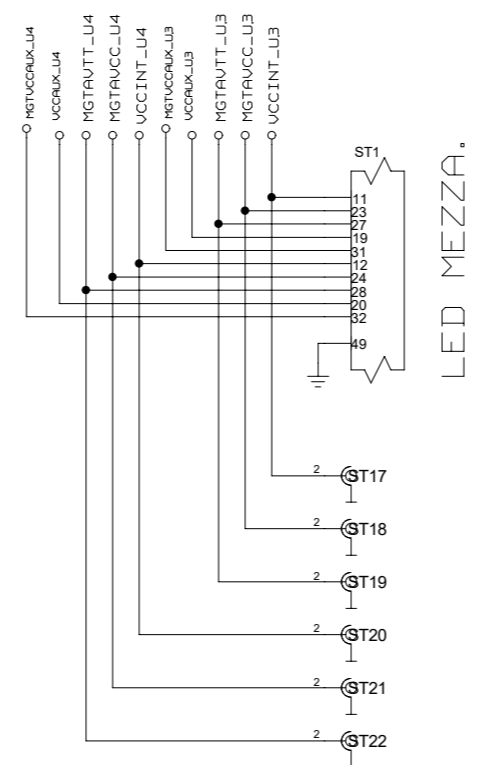 MGTVCCAUX_U4
VCCAUX_U4
MGTAVTT_U4
MGTAVCC_U4
VCCINT_U4
MGTVCCAUX_U3
VCCAUX_U3
MGTAVTT_U3
MGTAVCC_U3
VCCINT_U3
ST1
LED MEZZA.
11
23
27
19
31
12
24
28
20
32
49
2 ST17
2 ST18
2 ST19
2 ST20
2 ST21
2 ST22